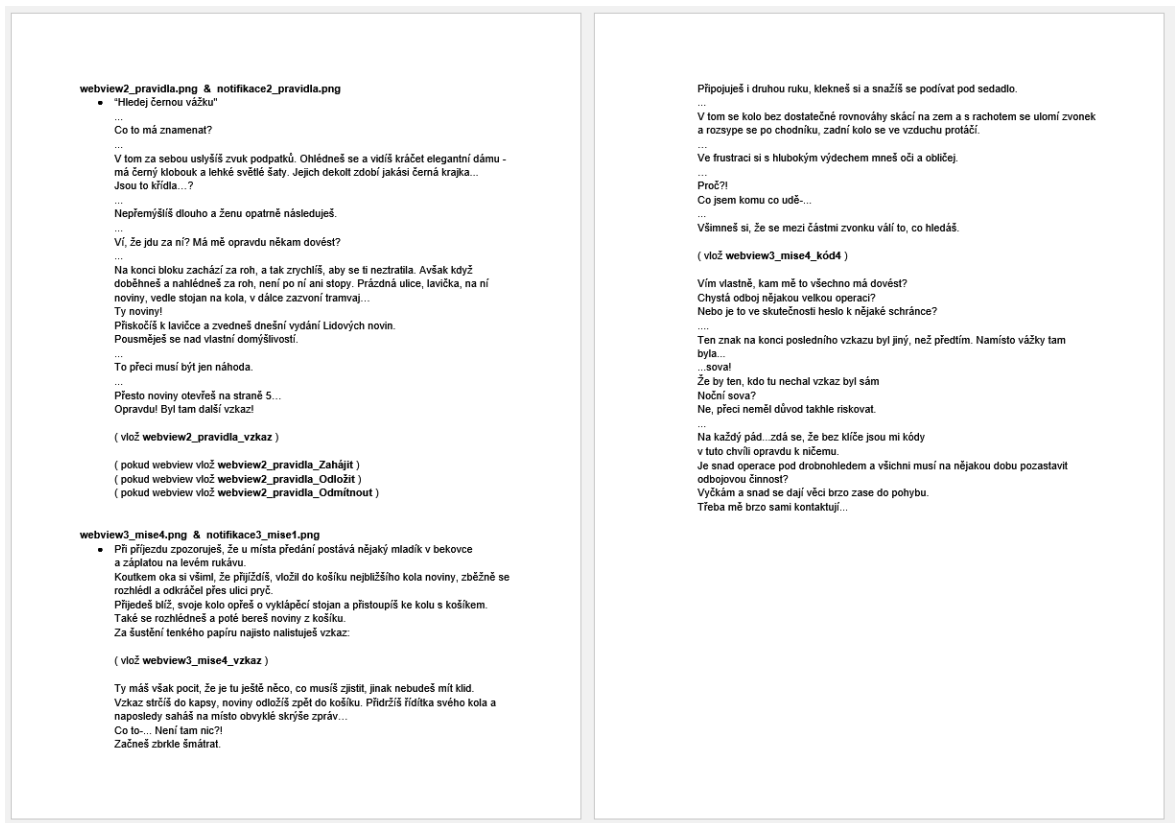 webview2_pravidla.png & notifikace2_pravidla.png
● “Hledej černou vážku”
...
Co to má znamenat?
...
V tom za sebou uslyšíš zvuk podpatků. Ohlédneš se a vidíš kráčet elegantní dámu -
má černý klobouk a lehké světlé šaty. Jejich dekolt zdobí jakási černá krajka...
Jsou to křídla…?
...
Nepřemýšlíš dlouho a ženu opatrně následuješ.
...
Ví, že jdu za ní? Má mě opravdu někam dovést?
...
Na konci bloku zachází za roh, a tak zrychlíš, aby se ti neztratila. Avšak když
doběhneš a nahlédneš za roh, není po ní ani stopy. Prázdná ulice, lavička, na ní
noviny, vedle stojan na kola, v dálce zazvoní tramvaj…
Ty noviny!
Přiskočíš k lavičce a zvedneš dnešní vydání Lidových novin.
Pousměješ se nad vlastní domýšlivostí.
...
To přeci musí být jen náhoda.
...
Přesto noviny otevřeš na straně 5…
Opravdu! Byl tam další vzkaz!
( vlož webview2_pravidla_vzkaz )
( pokud webview vlož webview2_pravidla_Zahájit )
( pokud webview vlož webview2_pravidla_Odložit )
( pokud webview vlož webview2_pravidla_Odmítnout )
webview3_mise4.png & notifikace3_mise1.png
● Při příjezdu zpozoruješ, že u místa předání postává nějaký mladík v bekovce
a záplatou na levém rukávu.
Koutkem oka si všiml, že přijíždíš, vložil do košíku nejbližšího kola noviny, zběžně se
rozhlédl a odkráčel přes ulici pryč.
Přijedeš blíž, svoje kolo opřeš o vyklápěcí stojan a přistoupíš ke kolu s košíkem.
Také se rozhlédneš a poté bereš noviny z košíku.
Za šustění tenkého papíru najisto nalistuješ vzkaz:
( vlož webview3_mise4_vzkaz )
Ty máš však pocit, že je tu ještě něco, co musíš zjistit, jinak nebudeš mít klid.
Vzkaz strčíš do kapsy, noviny odložíš zpět do košíku. Přidržíš řídítka svého kola a
naposledy saháš na místo obvyklé skrýše zpráv…
Co to-... Není tam nic?!
Začneš zbrkle šmátrat.
Připojuješ i druhou ruku, klekneš si a snažíš se podívat pod sedadlo.
...
V tom se kolo bez dostatečné rovnováhy skácí na zem a s rachotem se ulomí zvonek
a rozsype se po chodníku, zadní kolo se ve vzduchu protáčí.
...
Ve frustraci si s hlubokým výdechem mneš oči a obličej.
...
Proč?!
Co jsem komu co udě-...
...
Všimneš si, že se mezi částmi zvonku válí to, co hledáš.
( vlož webview3_mise4_kód4 )
Vím vlastně, kam mě to všechno má dovést?
Chystá odboj nějakou velkou operaci?
Nebo je to ve skutečnosti heslo k nějaké schránce?
....
Ten znak na konci posledního vzkazu byl jiný, než předtím. Namísto vážky tam
byla...
...sova!
Že by ten, kdo tu nechal vzkaz byl sám
Noční sova?
Ne, přeci neměl důvod takhle riskovat.
...
Na každý pád...zdá se, že bez klíče jsou mi kódy
v tuto chvíli opravdu k ničemu.
Je snad operace pod drobnohledem a všichni musí na nějakou dobu pozastavit
odbojovou činnost?
Vyčkám a snad se dají věci brzo zase do pohybu.
Třeba mě brzo sami kontaktují...